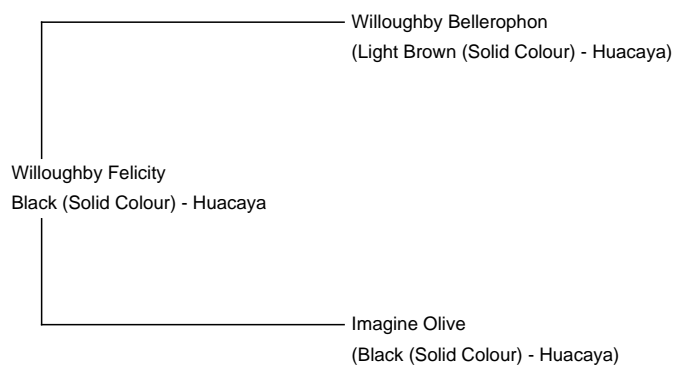 Willoughby Bellerophon
(Light Brown (Solid Colour) - Huacaya)
Willoughby Felicity
Black (Solid Colour) - Huacaya
Imagine Olive
(Black (Solid Colour) - Huacaya)